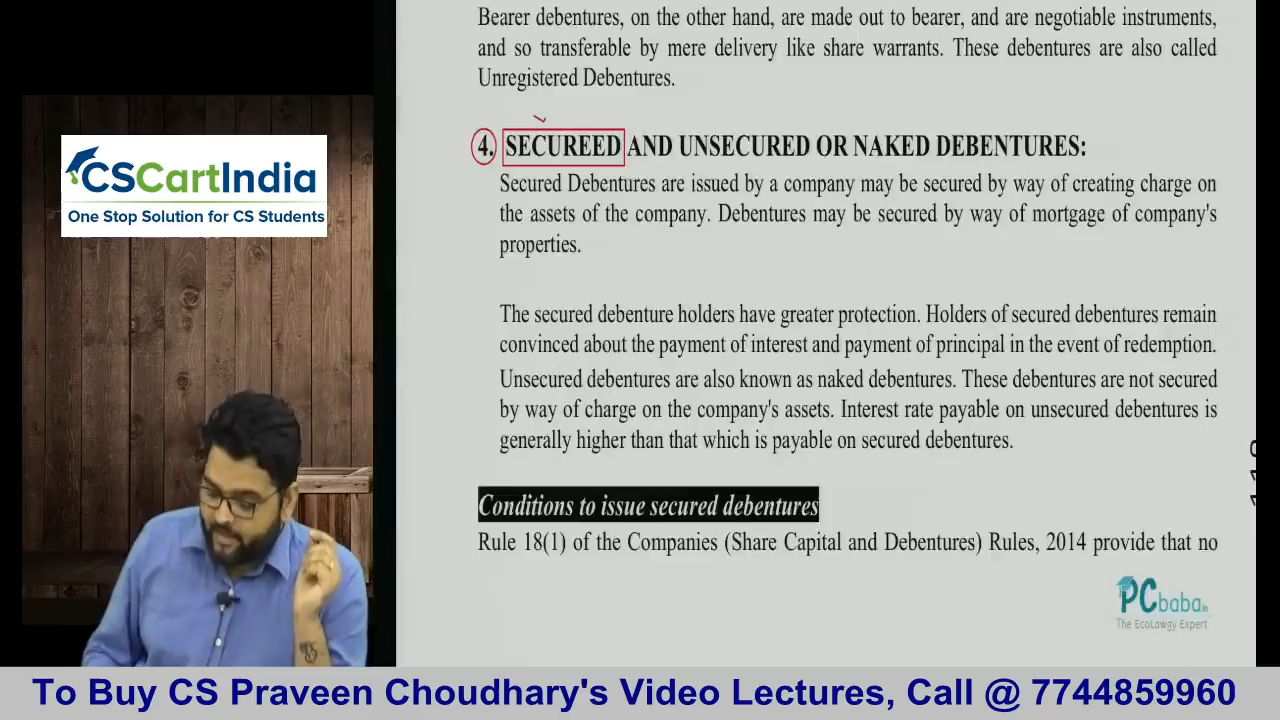 Bearer debentures, on the other hand, are made out to bearer, and are negotiable instruments,
and so transferable by mere delivery like share warrants. These debentures are also called
Unregistered Debentures.
4. SECUREED AND UNSECURED OR NAKED DEBENTURES:
Secured Debentures are issued by a company may be secured by way of creating charge on
the assets of the company. Debentures may be secured by way of mortgage of company's
properties.
The secured debenture holders have greater protection. Holders of secured debentures remain
convinced about the payment of interest and payment of principal in the event of redemption.
Unsecured debentures are also known as naked debentures. These debentures are not secured
by way of charge on the company's assets. Interest rate payable on unsecured debentures is
generally higher than that which is payable on secured debentures.
Conditions to issue secured debentures
Rule 18(1) of the Companies (Share Capital and Debentures) Rules, 2014 provide that no
CSCartIndia
One Stop Solution for CS Students
PCbaba.in
The EcoLawgy Expert
To Buy CS Praveen Choudhary's Video Lectures, Call @ 7744859960